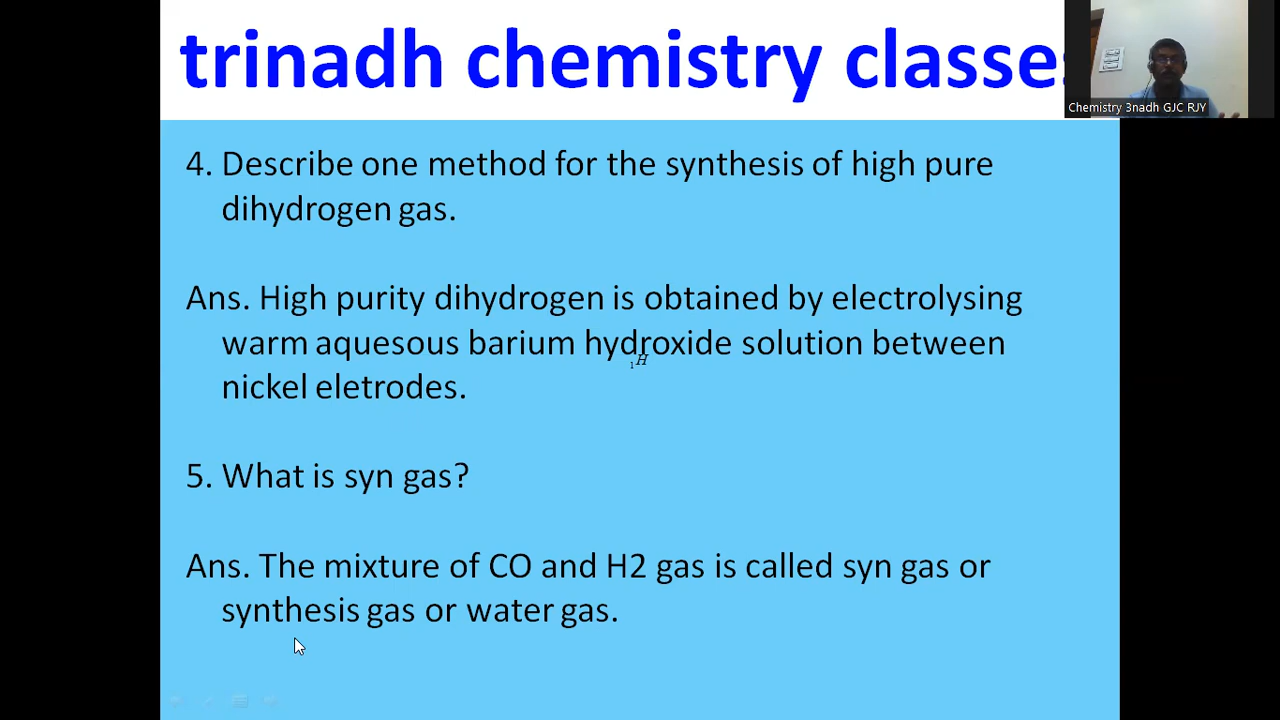 trinadh chemistry classes
Chemistry 3nadh GJC RJY
4. Describe one method for the synthesis of high pure
dihydrogen gas.
Ans. High purity dihydrogen is obtained by electrolysing
warm aquesous barium hydroxide solution between
₁H
nickel eletrodes.
5. What is syn gas?
Ans. The mixture of CO and H2 gas is called syn gas or
synthesis gas or water gas.